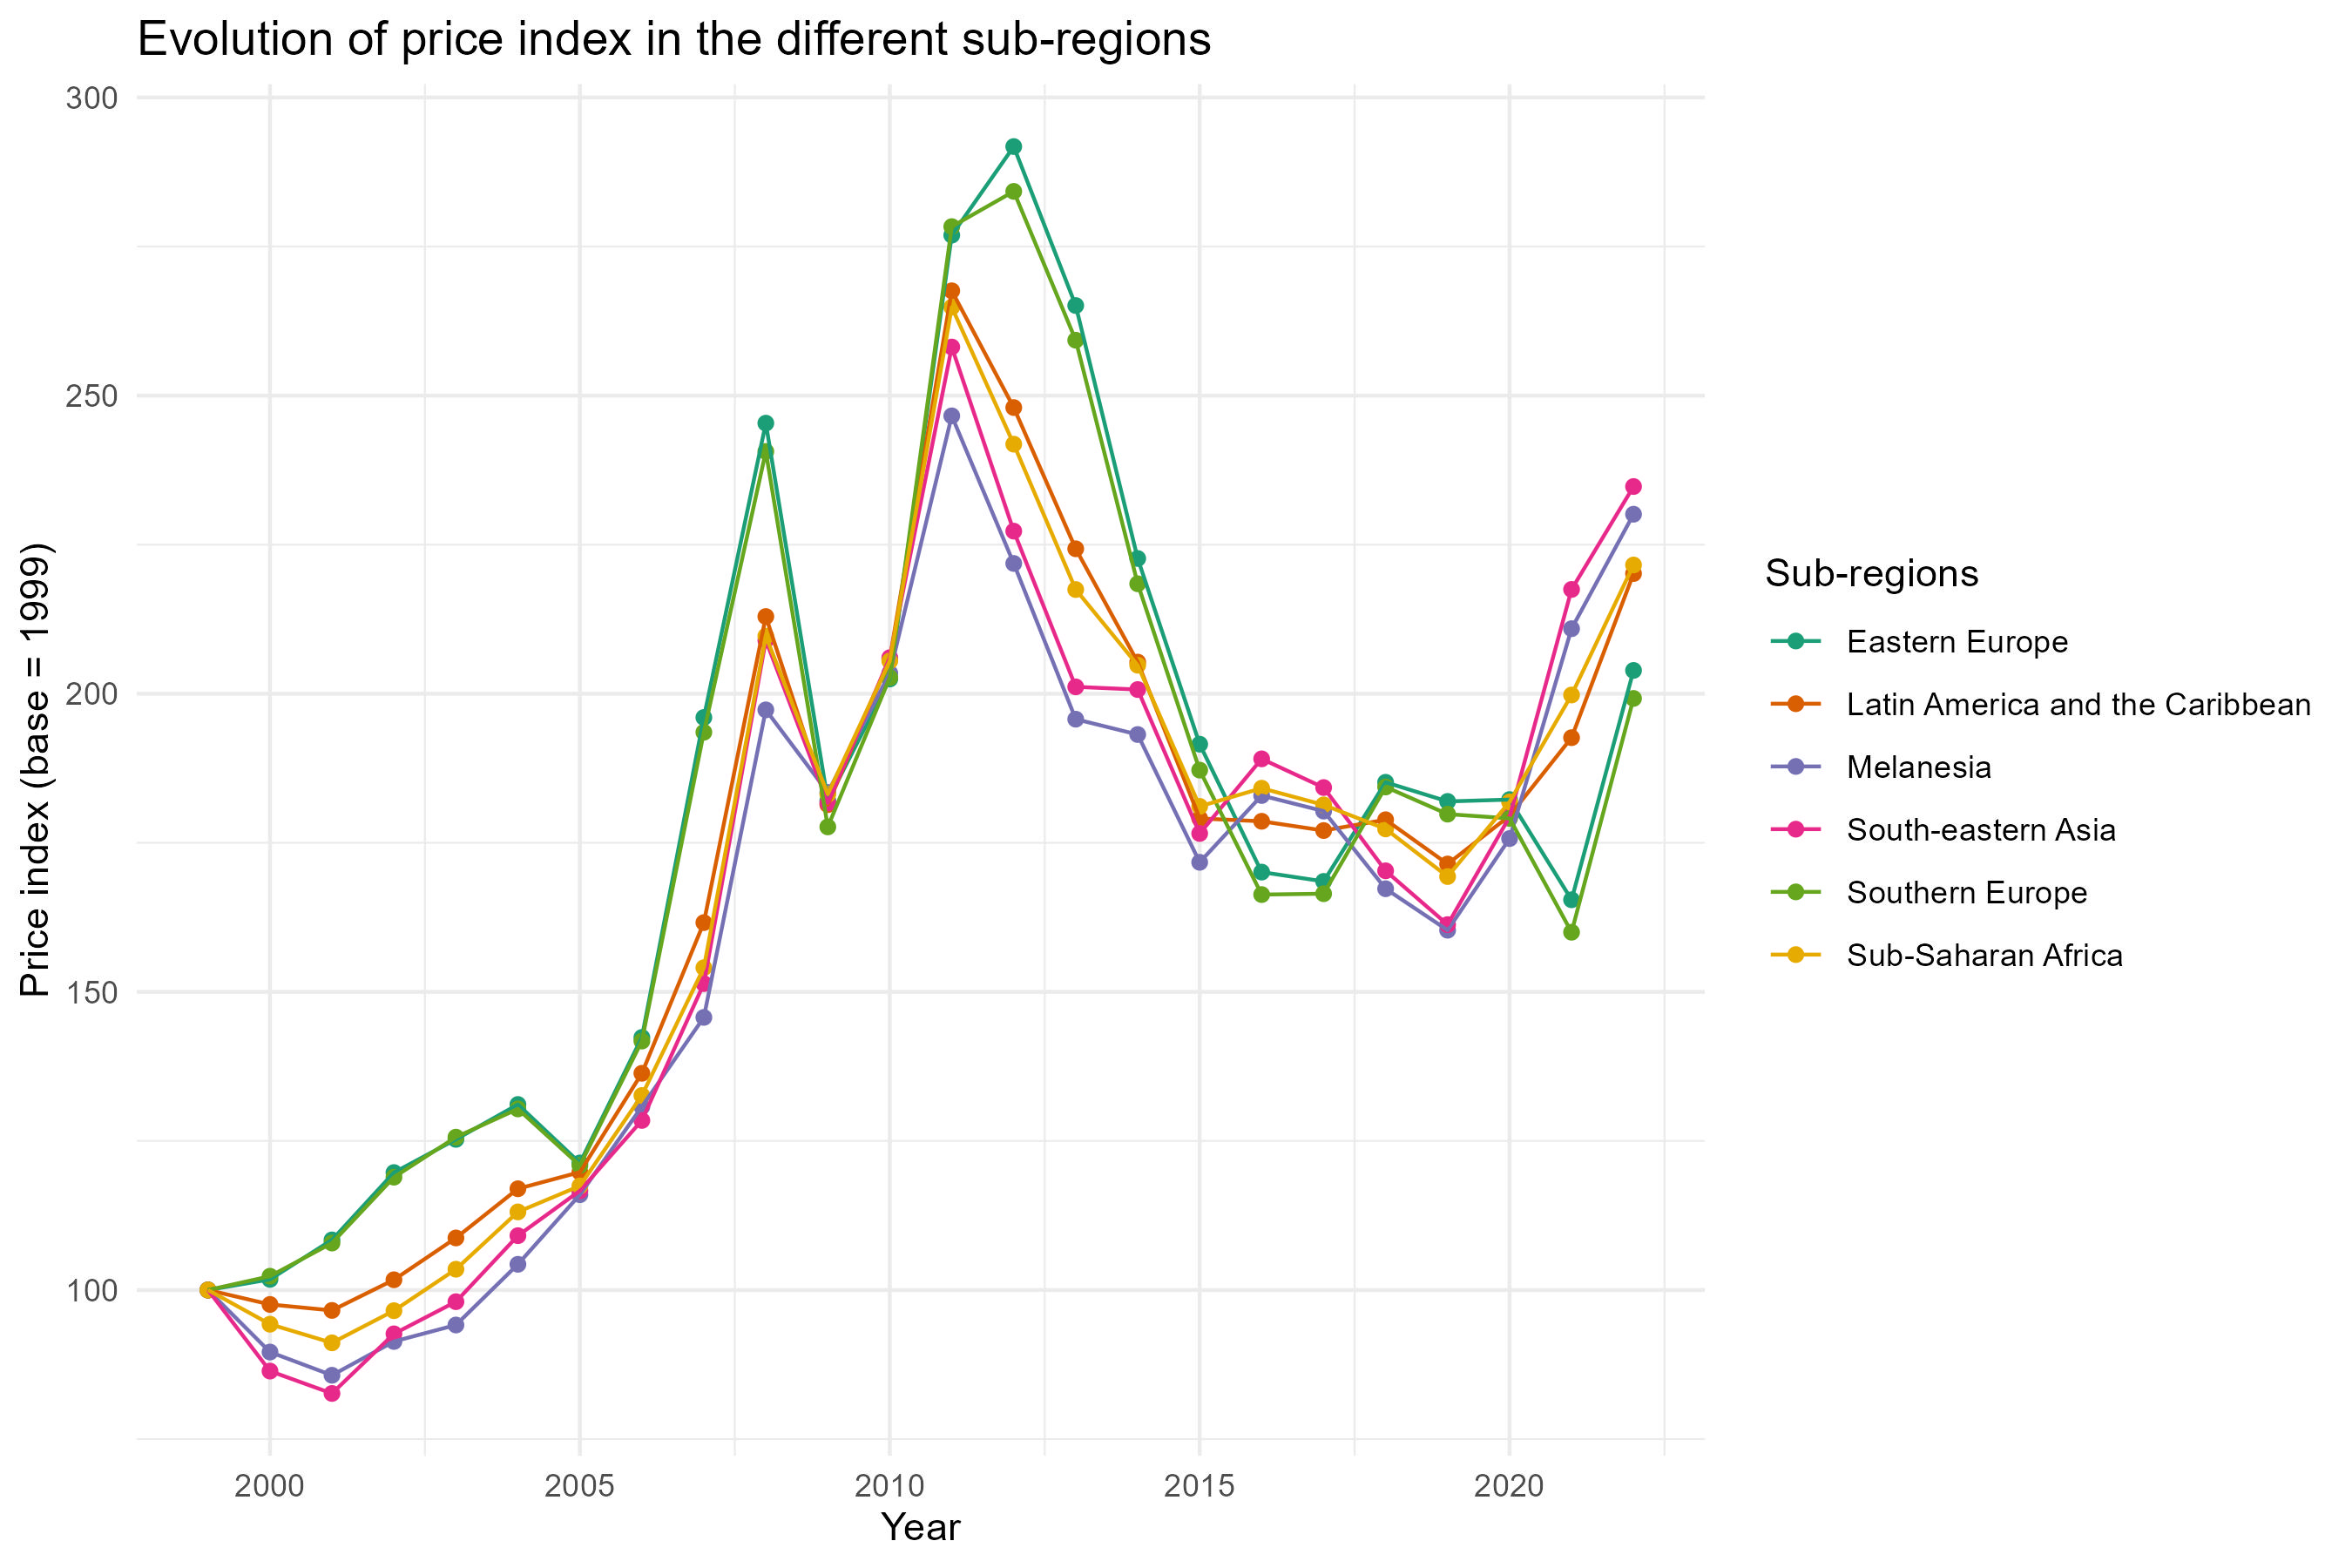 Evolution of price index in the different sub-regions
Price index (base = 1999)
300
250
200
150
100
2000
2005
2010
2015
2020
Year
Sub-regions
Eastern Europe
Latin America and the Caribbean
Melanesia
South-eastern Asia
Southern Europe
Sub-Saharan Africa